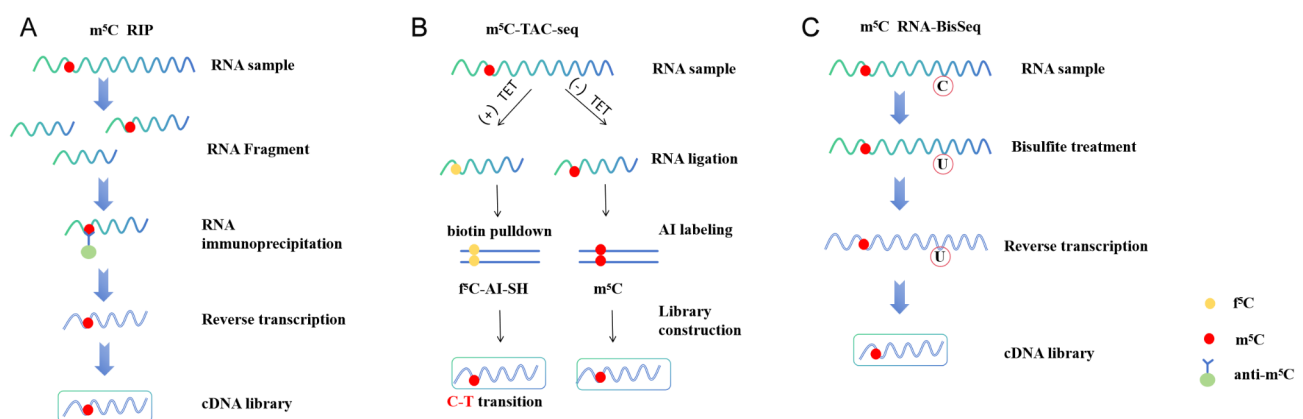 A
m⁵C RIP
RNA sample
RNA Fragment
RNA
immunoprecipitation
Reverse transcription
cDNA library
B
m⁵C-TAC-seq
RNA sample
(+) TET
(-) TET
RNA ligation
biotin pulldown
AI labeling
f⁵C-AI-SH
m⁵C
Library
construction
C-T transition
C
m⁵C RNA-BisSeq
RNA sample
C
Bisulfite treatment
U
Reverse transcription
U
cDNA library
f⁵C
m⁵C
anti-m⁵C